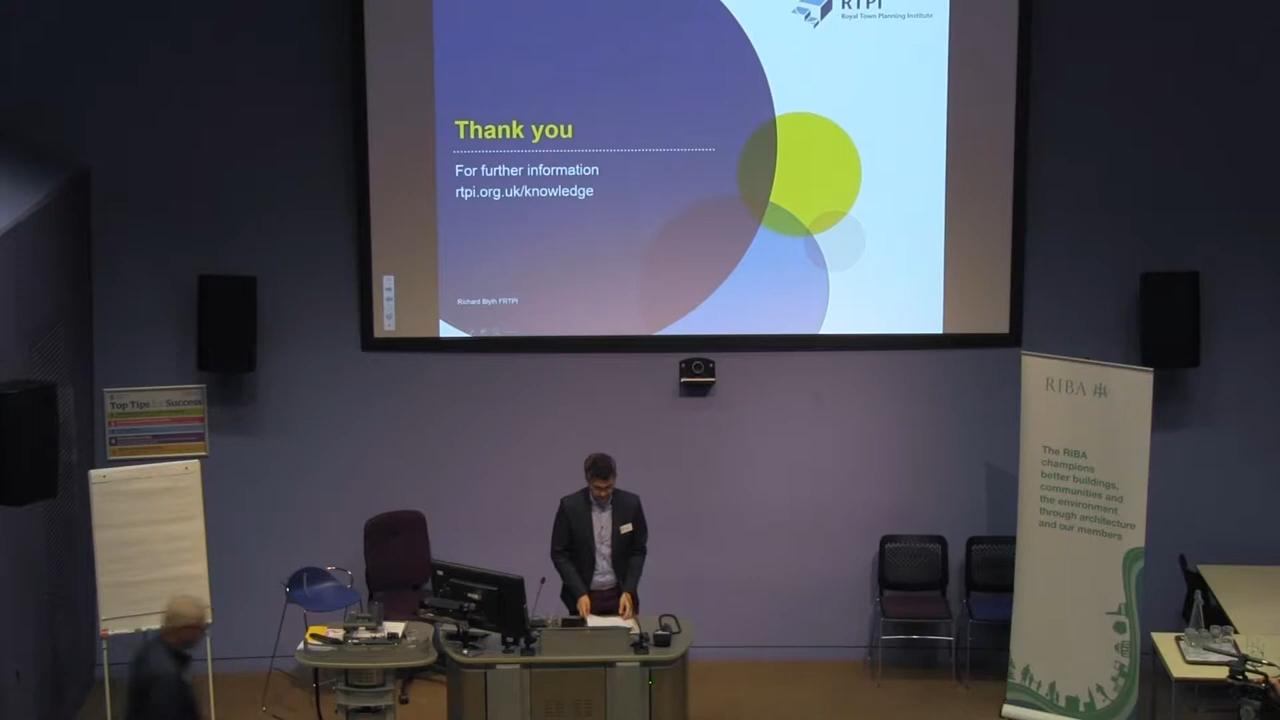 RTPI
Royal Town Planning Institute
Thank you
For further information
rtpi.org.uk/knowledge
Richard Blyth FRTPI
Top Tips for Success
RIBA
The RIBA
champions
better buildings,
communities and
the environment
through architecture
and our members